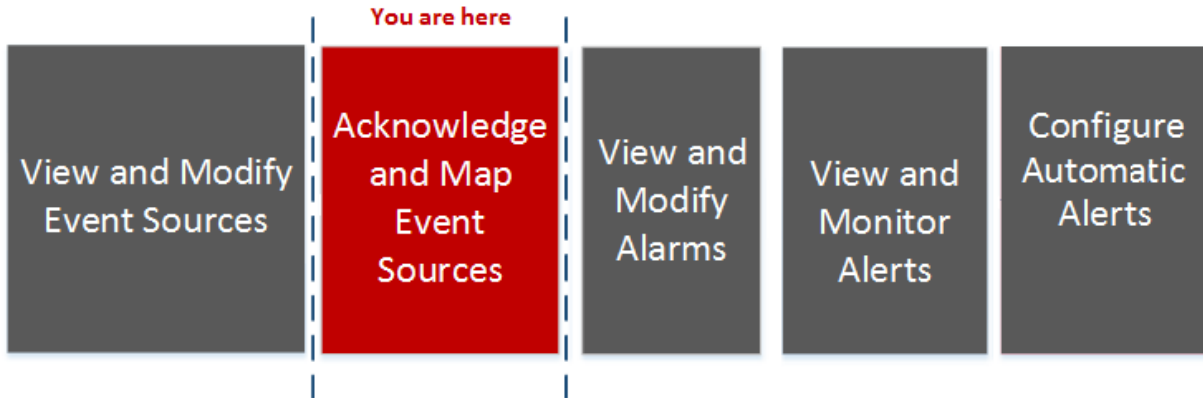 You are here
View and Modify
Event Sources
Acknowledge
and Map
Event
Sources
View and
Modify
Alarms
View and
Monitor
Alerts
Configure
Automatic
Alerts